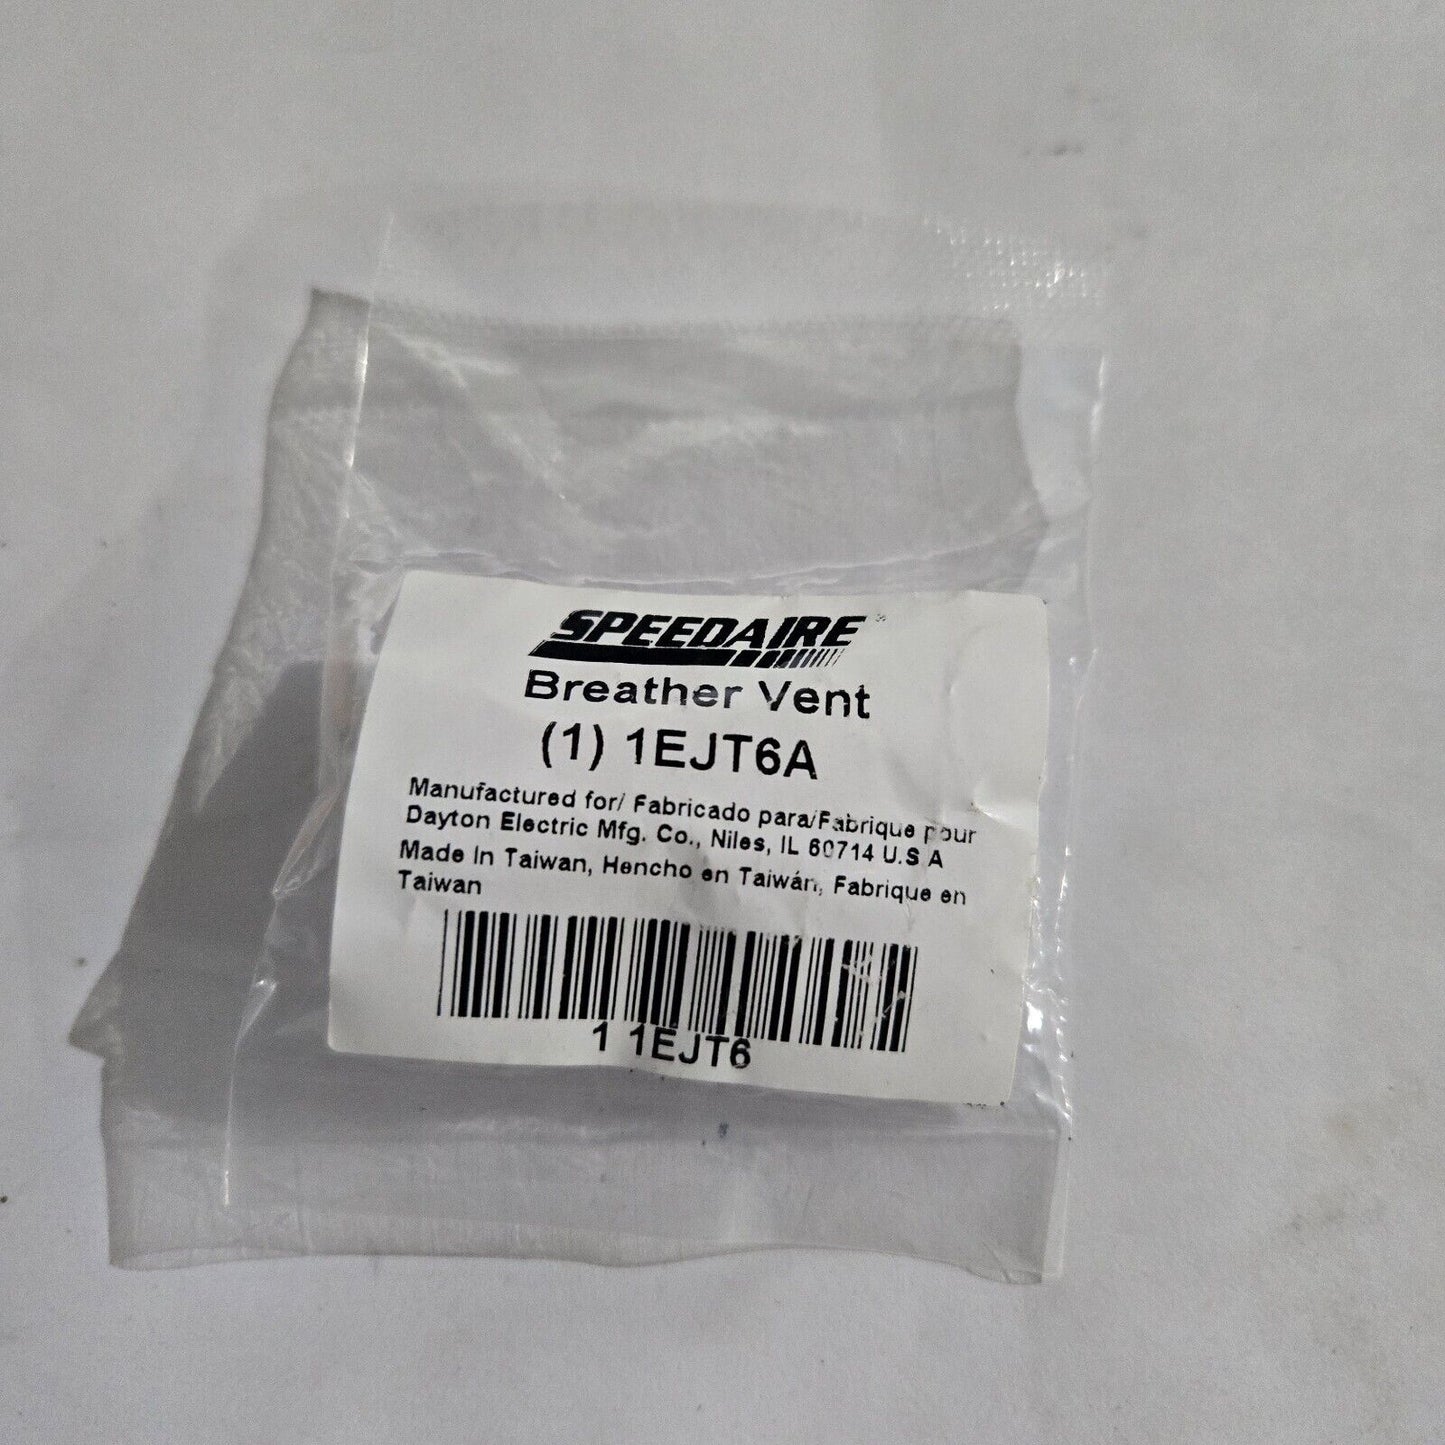 SPEEDAIRE
Breather Vent
(1) 1EJT6A
Manufactured for/ Fabricado para/Fabrique pour
Dayton Electric Mfg. Co., Niles, IL 60714 U.S A
Made In Taiwan, Hencho en Taiwán, Fabrique en
Taiwan
1 1EJT6